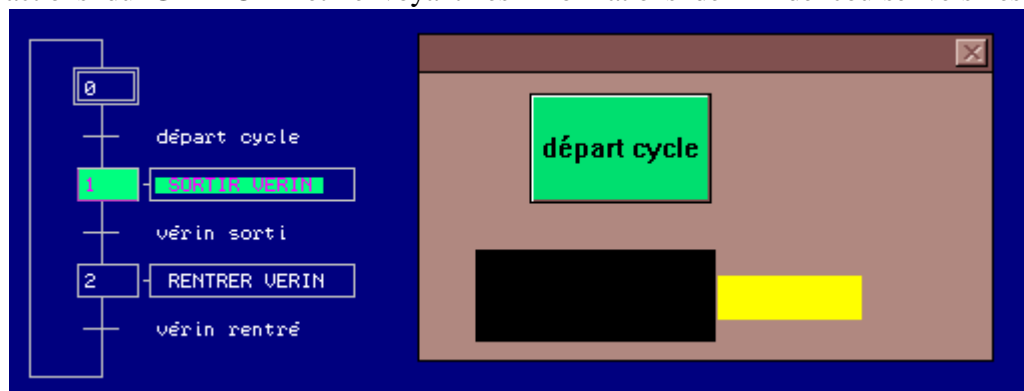 0
départ cycle
1 SORTIR VERIN
vérin sorti
2 RENTRER VERIN
vérin rentré
départ cycle